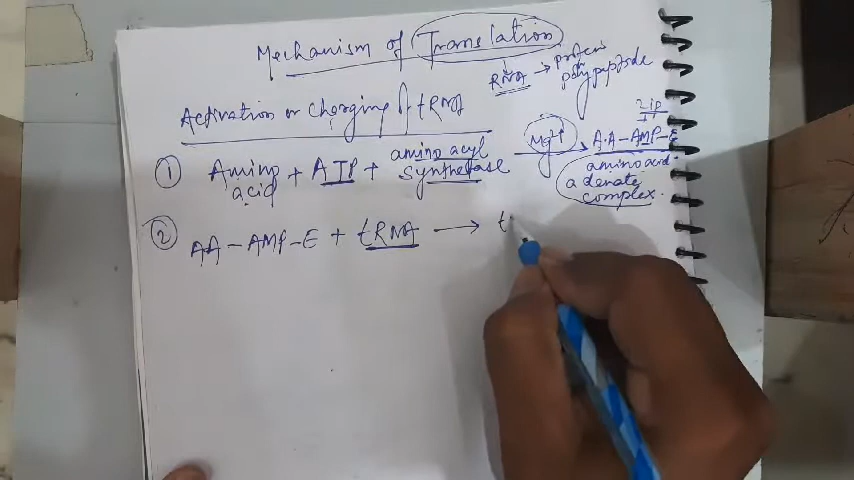 Mechanism of Translation
RNA → Protein
or
polypeptide
Activation or Charging of tRNA
① Amino acid + ATP + amino acyl synthetase
Mg2+
A.A - AMP - E
amino acid
adenate
complex.
② AA - AMP - E + tRNA → t